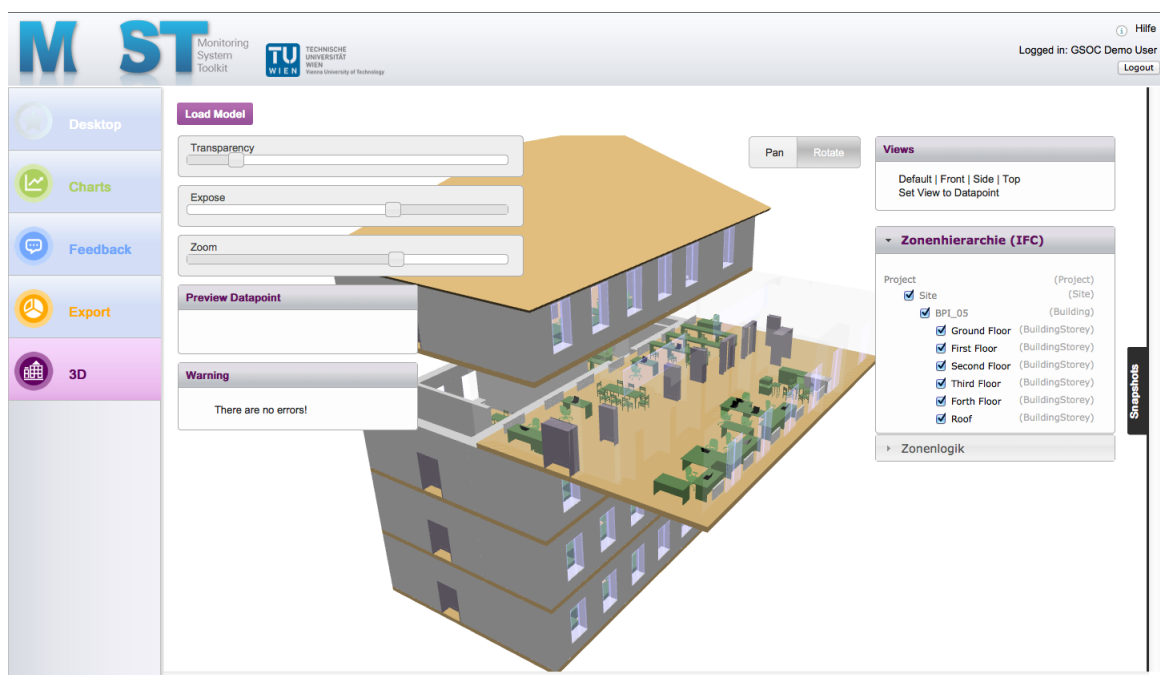 M ST
Monitoring
System
Toolkit
TU
WIEN
TECHNISCHE
UNIVERSITÄT
WIEN
Vienna University of Technology
i Hilfe
Logged in: GSOC Demo User
Logout
Desktop
Charts
Feedback
Export
3D
Load Model
Transparency
Expose
Zoom
Preview Datapoint
Warning
There are no errors!
Pan Rotate
Views
Default | Front | Side | Top
Set View to Datapoint
Zonenhierarchie (IFC)
Project (Project)
Site (Site)
BPI_05 (Building)
Ground Floor (BuildingStorey)
First Floor (BuildingStorey)
Second Floor (BuildingStorey)
Third Floor (BuildingStorey)
Forth Floor (BuildingStorey)
Roof (BuildingStorey)
Zonenlogik
Snapshots